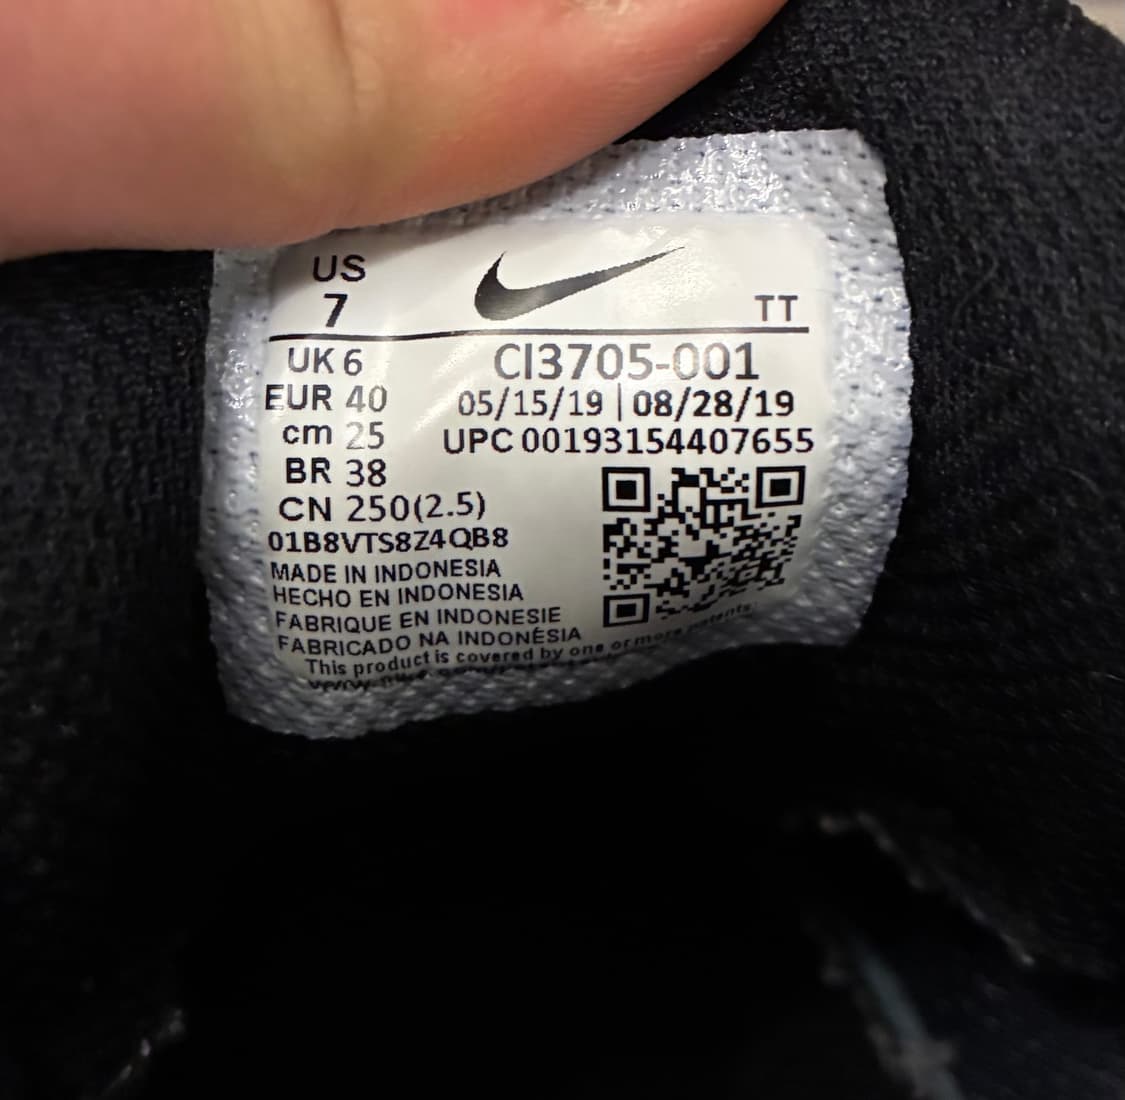 US
7
TT
UK 6
CI3705-001
EUR 40
05/15/19 | 08/28/19
cm 25
UPC 00193154407655
BR 38
CN 250(2.5)
01B8VTS8Z4QB8
MADE IN INDONESIA
HECHO EN INDONESIA
FABRIQUE EN INDONESIE
FABRICADO NA INDONÉSIA
This product is covered by one or more patents: